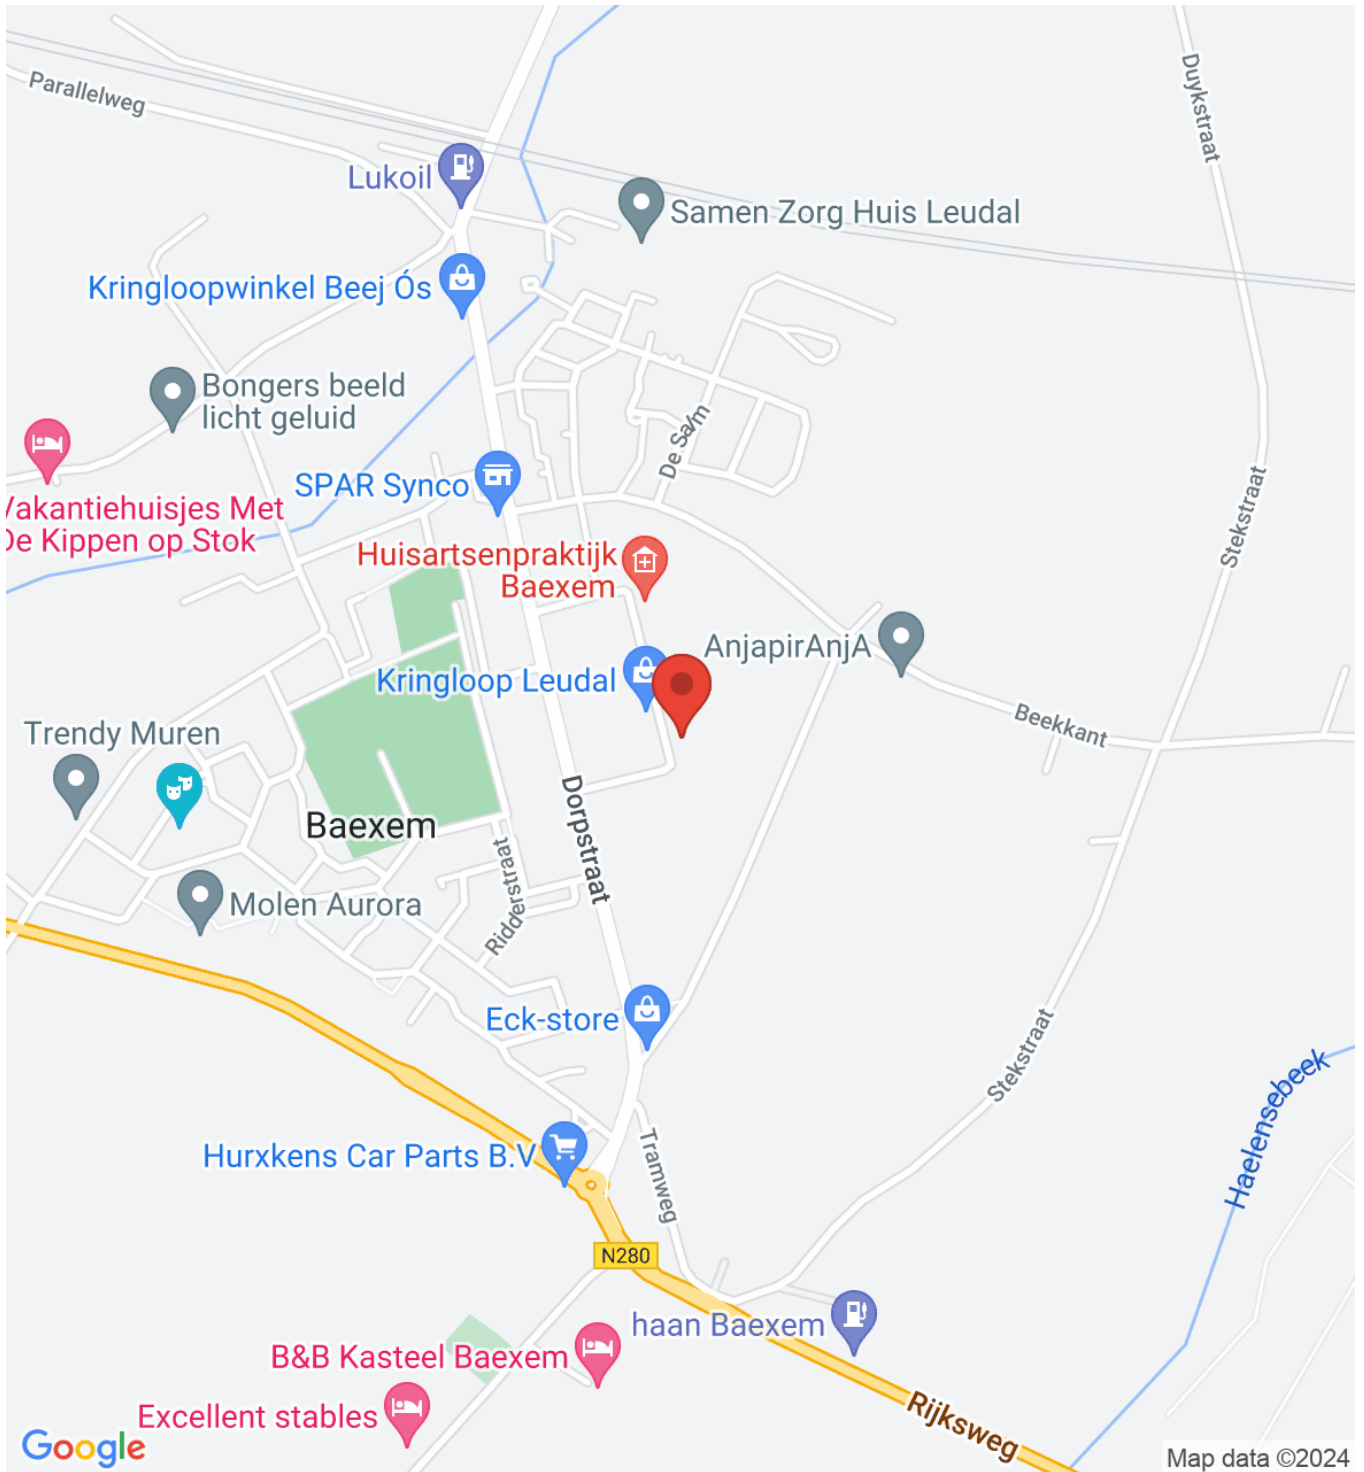 Parallelweg
Duykstraat
Lukoil
Samen Zorg Huis Leudal
Kringloopwinkel Beej Ós
Bongers beeld
licht geluid
De Salm
SPAR Synco
Vakantiehuisjes Met
De Kippen op Stok
Stekstraat
Huisartsenpraktijk
Baexem
AnjapirAnjA
Kringloop Leudal
Beekkant
Trendy Muren
Dorpstraat
Baexem
Ridderstraat
Molen Aurora
Eck-store
Stekstraat
Haelensebeek
Hurxkens Car Parts B.V
Tramweg
N280
haan Baexem
B&B Kasteel Baexem
Excellent stables
Rijksweg
Google
Map data ©2024